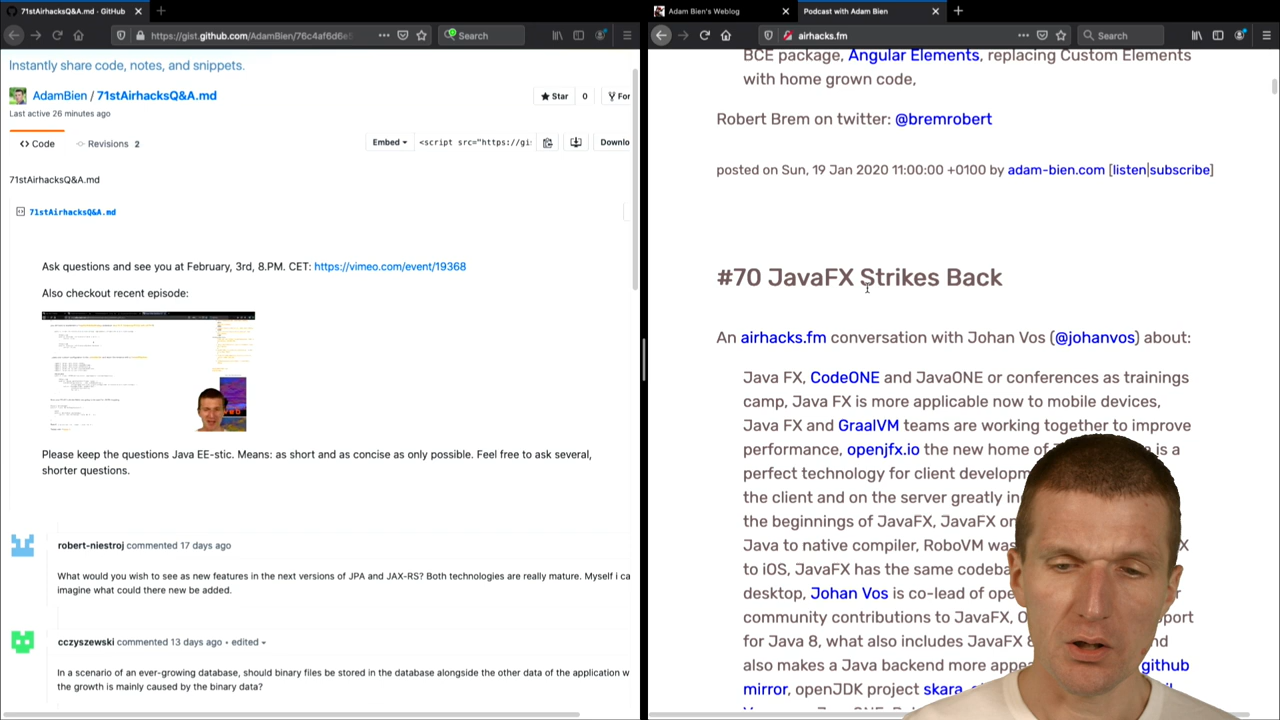 71stAirhacksQ&A.md · GitHub
https://gist.github.com/AdamBien/76c4af6d6e5
Search
Instantly share code, notes, and snippets.
AdamBien / 71stAirhacksQ&A.md
Star 0
For
Last active 26 minutes ago
Code
Revisions 2
Embed
<script src="https://gi:
Downlo
71stAirhacksQ&A.md
71stAirhacksQ&A.md
Ask questions and see you at February, 3rd, 8.PM. CET: https://vimeo.com/event/19368
Also checkout recent episode:
Please keep the questions Java EE-stic. Means: as short and as concise as only possible. Feel free to ask several,
shorter questions.
robert-niestroj commented 17 days ago
What would you wish to see as new features in the next versions of JPA and JAX-RS? Both technologies are really mature. Myself i ca
imagine what could there new be added.
cczyszewski commented 13 days ago • edited
In a scenario of an ever-growing database, should binary files be stored in the database alongside the other data of the application w
the growth is mainly caused by the binary data?
Adam Bien's Weblog
Podcast with Adam Bien
airhacks.fm
Search
BCE package, Angular Elements, replacing Custom Elements
with home grown code,
Robert Brem on twitter: @bremrobert
posted on Sun, 19 Jan 2020 11:00:00 +0100 by adam-bien.com [listen|subscribe]
#70 JavaFX Strikes Back
An airhacks.fm conversation with Johan Vos (@johanvos) about:
Java FX, CodeONE and JavaONE or conferences as trainings
camp, Java FX is more applicable now to mobile devices,
Java FX and GraalVM teams are working together to improve
performance, openjfx.io the new home of is a
perfect technology for client developm
the client and on the server greatly in
the beginnings of JavaFX, JavaFX on
Java to native compiler, RoboVM was X
to iOS, JavaFX has the same codeba
desktop, Johan Vos is co-lead of ope r
community contributions to JavaFX, port
for Java 8, what also includes JavaFX nd
also makes a Java backend more appe github
mirror, openJDK project skara,